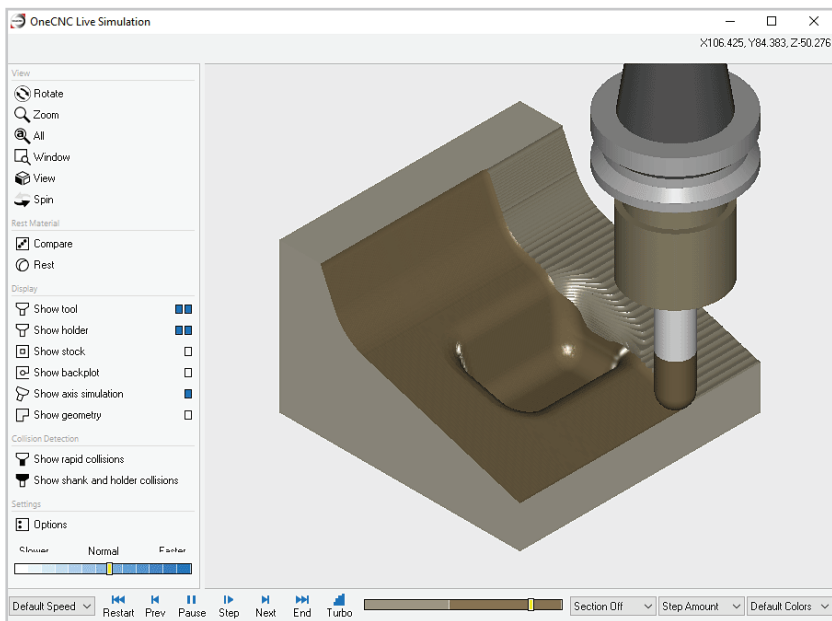 OneCNC Live Simulation
X106.425, Y84.383, Z-50.276
View
Rotate
Zoom
All
Window
View
Spin
Rest Material
Compare
Rest
Display
Show tool
Show holder
Show stock
Show backplot
Show axis simulation
Show geometry
Collision Detection
Show rapid collisions
Show shank and holder collisions
Settings
Options
Slower Normal Faster
Default Speed Restart Prev Pause Step Next End Turbo Section Off Step Amount Default Colors